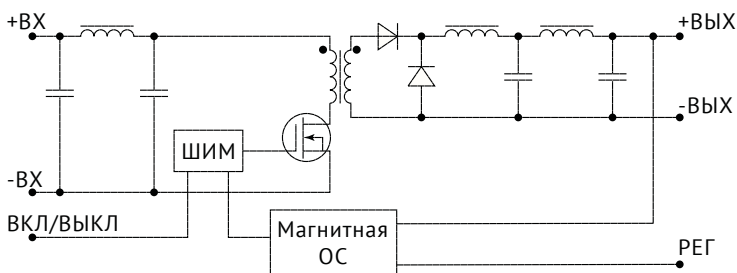 +ВХ
+ВЫХ
-ВЫХ
ШИМ
-ВХ
ВКЛ/ВЫКЛ
Магнитная
ОС
РЕГ